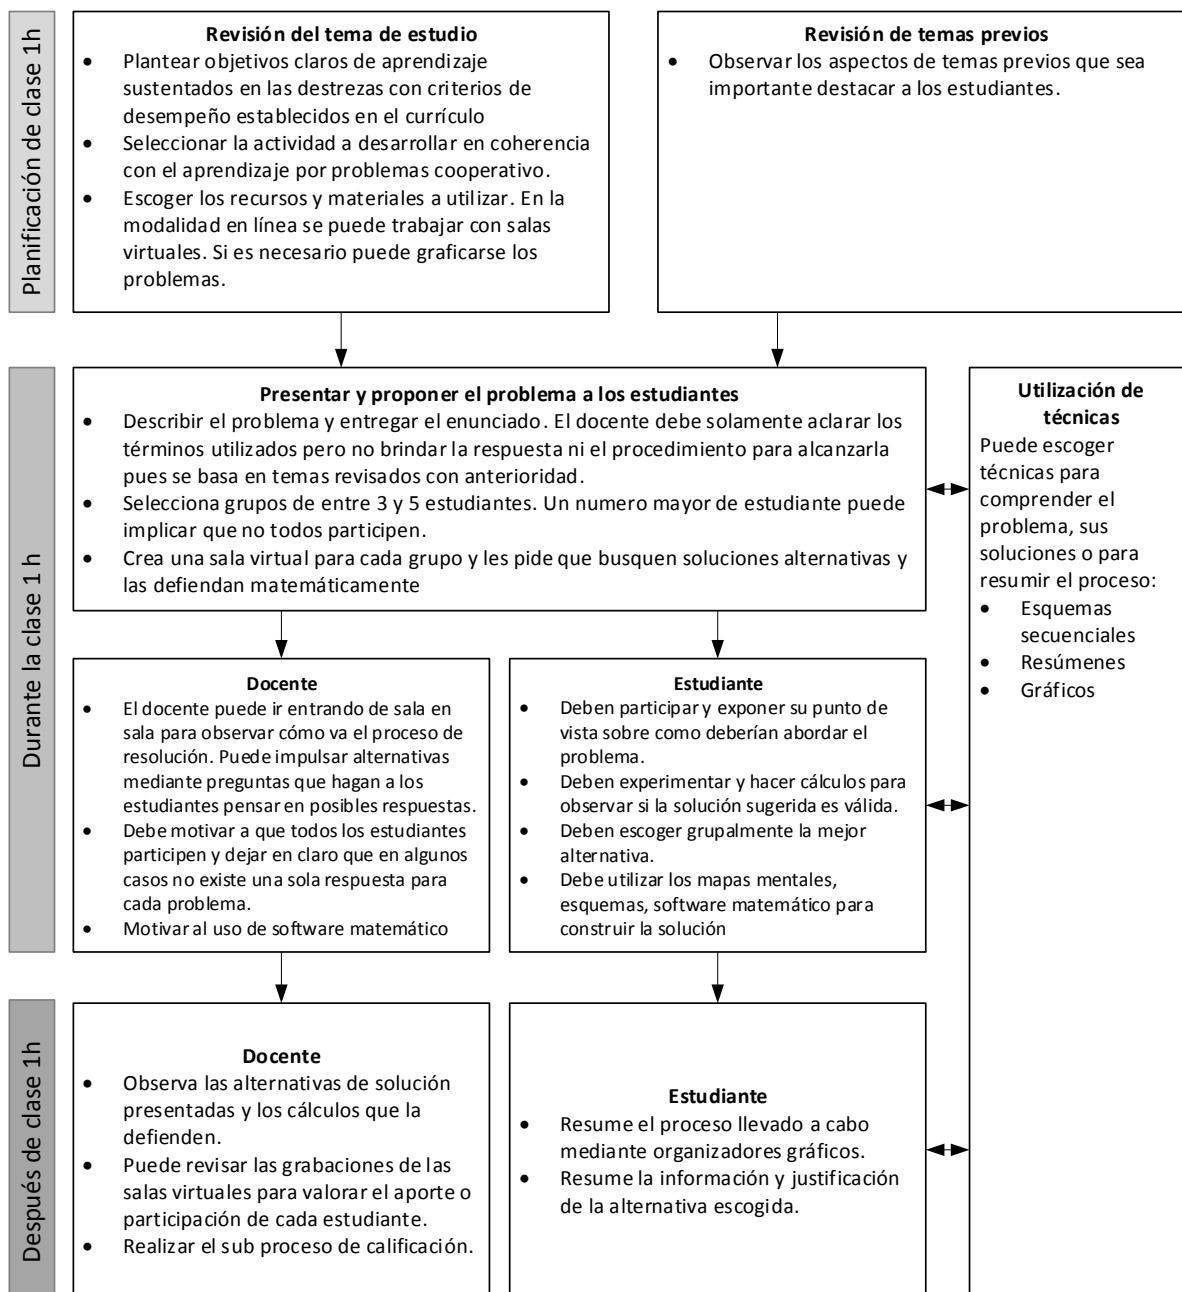 Planificación de clase 1h
Revisión del tema de estudio
• Plantear objetivos claros de aprendizaje
sustentados en las destrezas con criterios de
desempeño establecidos en el currículo
• Seleccionar la actividad a desarrollar en coherencia
con el aprendizaje por problemas cooperativo.
• Escoger los recursos y materiales a utilizar. En la
modalidad en línea se puede trabajar con salas
virtuales. Si es necesario puede graficarse los
problemas.
Revisión de temas previos
• Observar los aspectos de temas previos que sea
importante destacar a los estudiantes.
Durante la clase 1 h
Presentar y proponer el problema a los estudiantes
• Describir el problema y entregar el enunciado. El docente debe solamente aclarar los
términos utilizados pero no brindar la respuesta ni el procedimiento para alcanzarla
pues se basa en temas revisados con anterioridad.
• Selecciona grupos de entre 3 y 5 estudiantes. Un numero mayor de estudiante puede
implicar que no todos participen.
• Crea una sala virtual para cada grupo y les pide que busquen soluciones alternativas y
las defiendan matemáticamente
Utilización de
técnicas
Puede escoger
técnicas para
comprender el
problema, sus
soluciones o para
resumir el proceso:
• Esquemas
secuenciales
• Resúmenes
• Gráficos
Docente
• El docente puede ir entrando de sala en
sala para observar cómo va el proceso de
resolución. Puede impulsar alternativas
mediante preguntas que hagan a los
estudiantes pensar en posibles respuestas.
• Debe motivar a que todos los estudiantes
participen y dejar en claro que en algunos
casos no existe una sola respuesta para
cada problema.
• Motivar al uso de software matemático
Estudiante
• Deben participar y exponer su punto de
vista sobre como deberían abordar el
problema.
• Deben experimentar y hacer cálculos para
observar si la solución sugerida es válida.
• Deben escoger grupalmente la mejor
alternativa.
• Debe utilizar los mapas mentales,
esquemas, software matemático para
construir la solución
Después de clase 1h
Docente
• Observa las alternativas de solución
presentadas y los cálculos que la
defienden.
• Puede revisar las grabaciones de las
salas virtuales para valorar el aporte o
participación de cada estudiante.
• Realizar el sub proceso de calificación.
Estudiante
• Resume el proceso llevado a cabo
mediante organizadores gráficos.
• Resume la información y justificación
de la alternativa escogida.